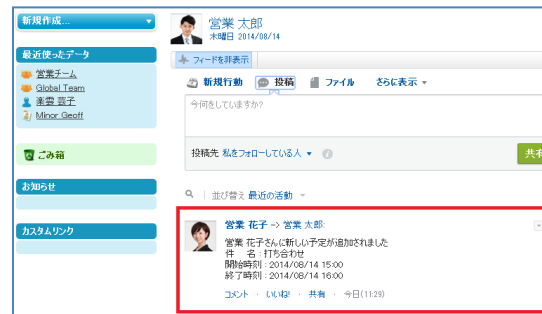 新規作成...
最近使ったデータ
営業チーム
Global Team
楽雲 芸子
Minor Geoff
ごみ箱
お知らせ
カスタムリンク
営業 太郎
木曜日 2014/08/14
フィードを非表示
新規行動 投稿 ファイル さらに表示
今何をしていますか?
投稿先 私をフォローしている人
共有
並び替え 最近の活動
営業 花子 -> 営業 太郎:
営業 花子さんに新しい予定が追加されました
件 名 : 打ち合わせ
開始時刻 : 2014/08/14 15:00
終了時刻 : 2014/08/14 16:00
コメント ・ いいね! ・ 共有 ・ 今日(11:29)